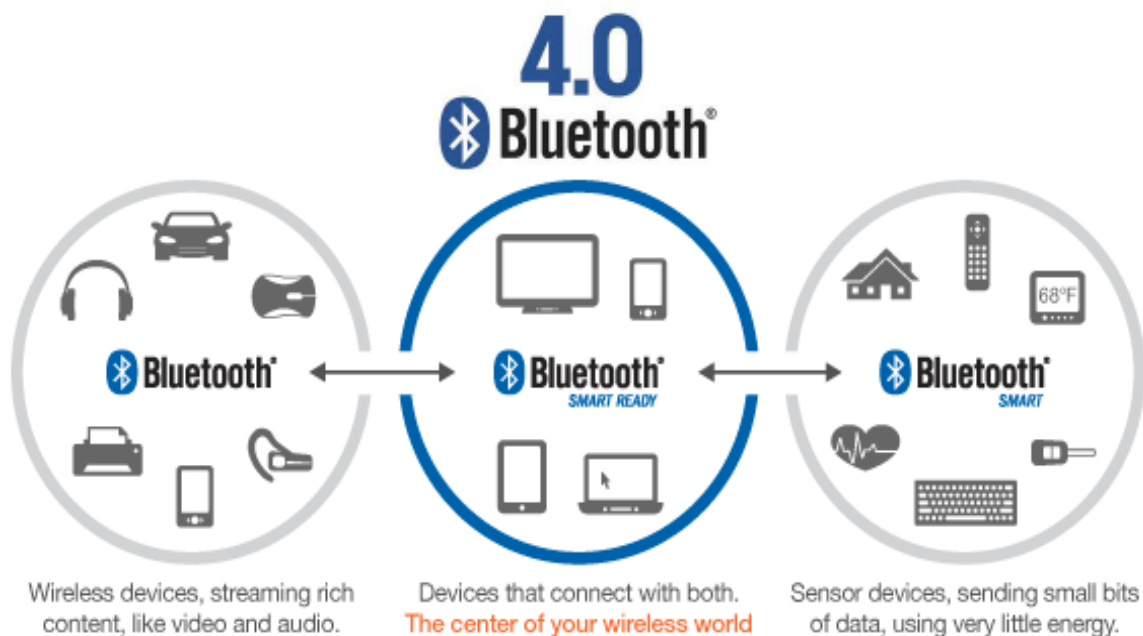 4.0
Bluetooth®
68°F
Bluetooth®
Bluetooth®
SMART READY
Bluetooth®
SMART
Wireless devices, streaming rich
content, like video and audio.
Devices that connect with both.
The center of your wireless world
Sensor devices, sending small bits
of data, using very little energy.